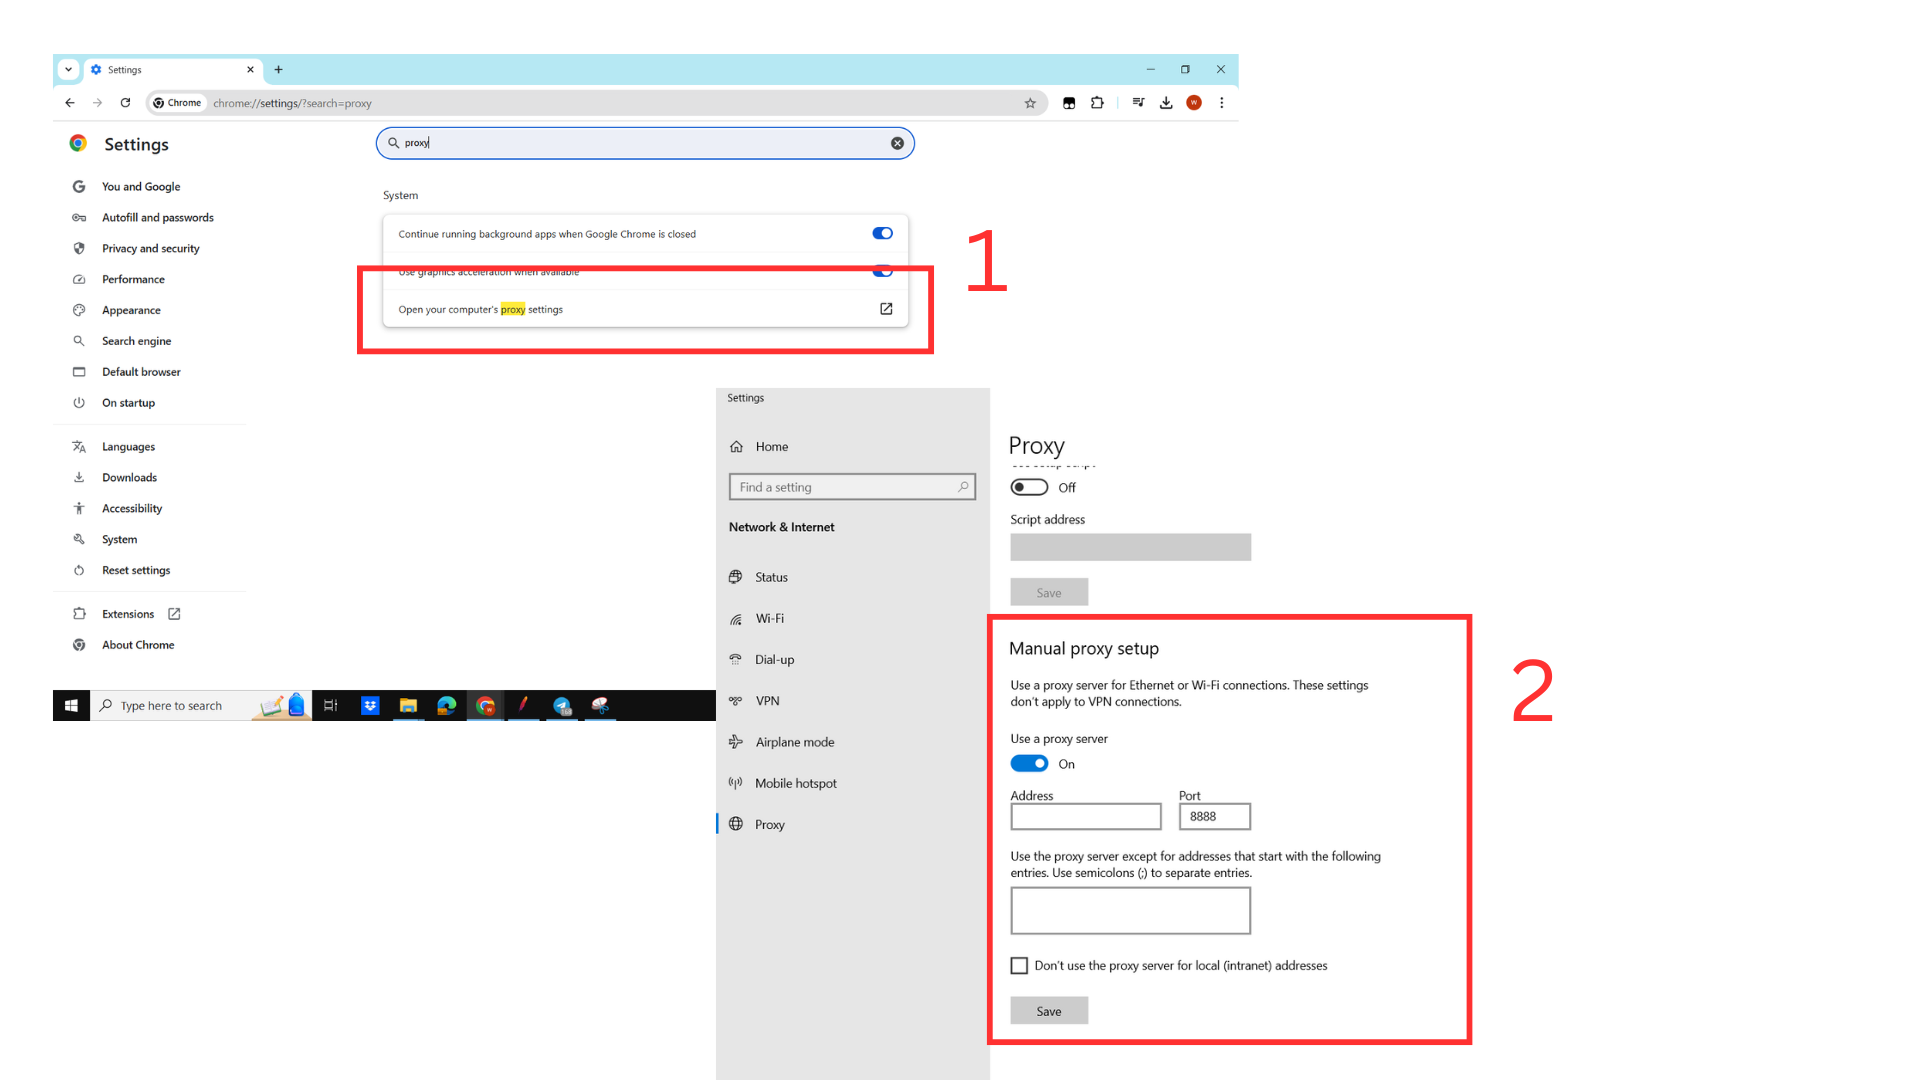 Settings
Chrome
chrome://settings/?search=proxy
W
Settings
proxy
You and Google
Autofill and passwords
Privacy and security
Performance
Appearance
Search engine
Default browser
On startup
Languages
Downloads
Accessibility
System
Reset settings
Extensions
About Chrome
System
Continue running background apps when Google Chrome is closed
Use graphics acceleration when available
Open your computer's proxy settings
1
Type here to search
Settings
Home
Find a setting
Network & Internet
Status
Wi-Fi
Dial-up
VPN
Airplane mode
Mobile hotspot
Proxy
Proxy
Use setup script
Off
Script address
Save
Manual proxy setup
Use a proxy server for Ethernet or Wi-Fi connections. These settings
don't apply to VPN connections.
Use a proxy server
On
Address Port
8888
Use the proxy server except for addresses that start with the following
entries. Use semicolons (;) to separate entries.
Don't use the proxy server for local (intranet) addresses
Save
2